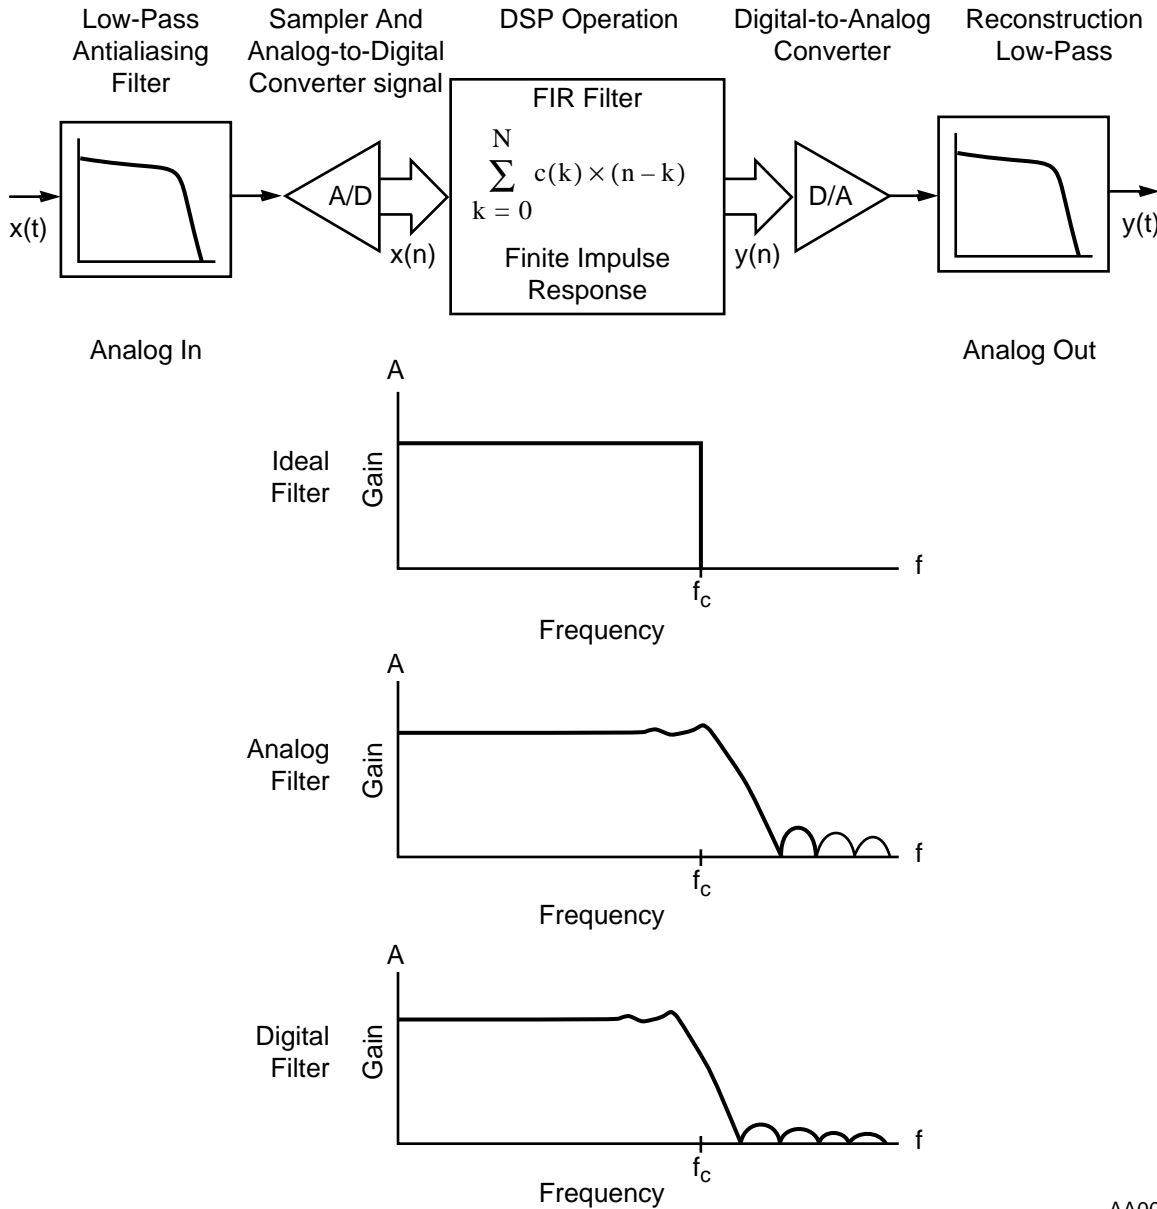 Low-Pass
Antialiasing
Filter
Sampler And
Analog-to-Digital
Converter signal
DSP Operation
Digital-to-Analog
Converter
Reconstruction
Low-Pass
x(t)
A/D
x(n)
FIR Filter
N
∑ c(k) × (n – k)
k = 0
Finite Impulse
Response
y(n)
D/A
y(t)
Analog In
Analog Out
A
Ideal
Filter
Gain
f
fc
Frequency
A
Analog
Filter
Gain
f
fc
Frequency
A
Digital
Filter
Gain
f
fc
Frequency